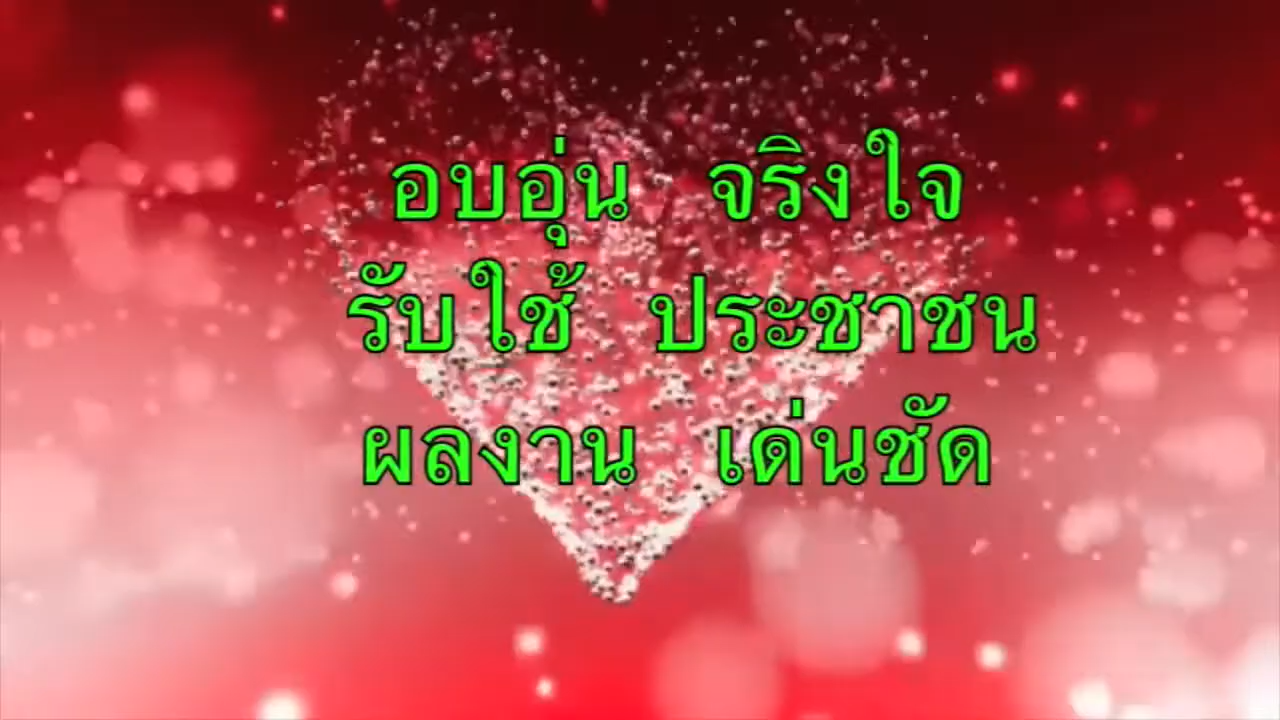 อบอุ่น จริงใจ
รับใช้ ประชาชน
ผลงาน เด่นชัด